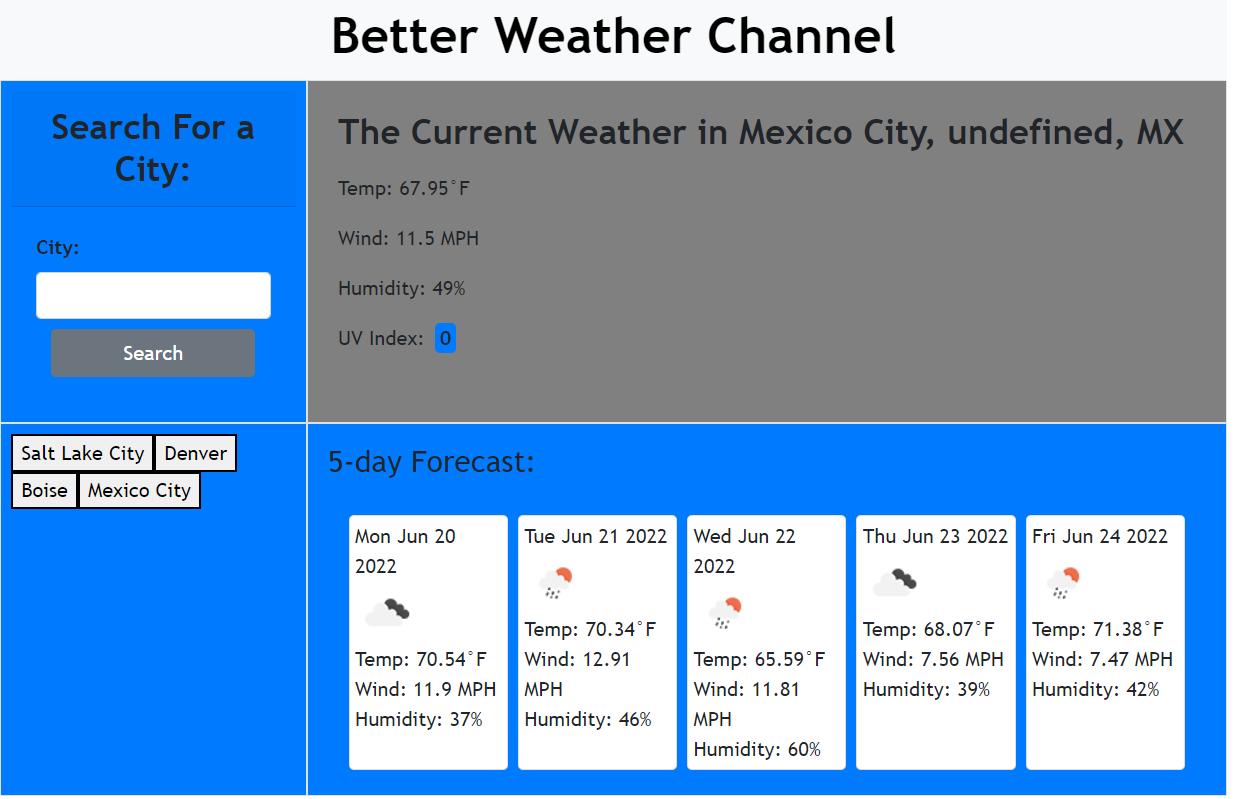 Better Weather Channel
Search For a
City:
City:
Search
The Current Weather in Mexico City, undefined, MX
Temp: 67.95°F
Wind: 11.5 MPH
Humidity: 49%
UV Index: 0
Salt Lake City Denver
Boise Mexico City
5-day Forecast:
Mon Jun 20
2022
Temp: 70.54°F
Wind: 11.9 MPH
Humidity: 37%
Tue Jun 21 2022
Temp: 70.34°F
Wind: 12.91
MPH
Humidity: 46%
Wed Jun 22
2022
Temp: 65.59°F
Wind: 11.81
MPH
Humidity: 60%
Thu Jun 23 2022
Temp: 68.07°F
Wind: 7.56 MPH
Humidity: 39%
Fri Jun 24 2022
Temp: 71.38°F
Wind: 7.47 MPH
Humidity: 42%